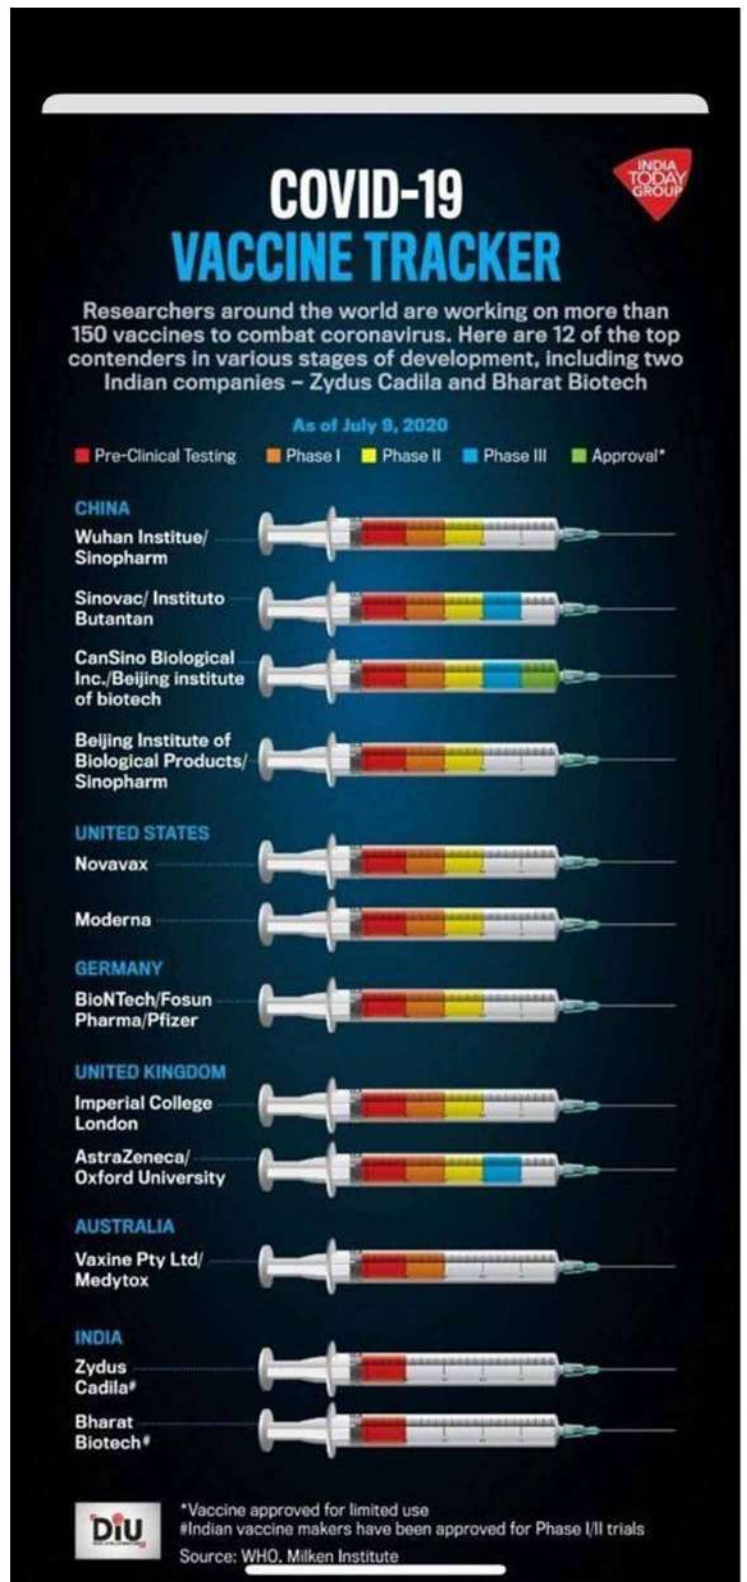 INDIA
TODAY
GROUP
COVID-19
VACCINE TRACKER
Researchers around the world are working on more than
150 vaccines to combat coronavirus. Here are 12 of the top
contenders in various stages of development, including two
Indian companies – Zydus Cadila and Bharat Biotech
As of July 9, 2020
Pre-Clinical Testing Phase I Phase II Phase III Approval*
CHINA
Wuhan Institue/
Sinopharm
Sinovac/ Instituto
Butantan
CanSino Biological
Inc./Beijing institute
of biotech
Beijing Institute of
Biological Products/
Sinopharm
UNITED STATES
Novavax
Moderna
GERMANY
BioNTech/Fosun
Pharma/Pfizer
UNITED KINGDOM
Imperial College
London
AstraZeneca/
Oxford University
AUSTRALIA
Vaxine Pty Ltd/
Medytox
INDIA
Zydus
Cadila#
Bharat
Biotech#
DiU
*Vaccine approved for limited use
#Indian vaccine makers have been approved for Phase I/II trials
Source: WHO, Milken Institute